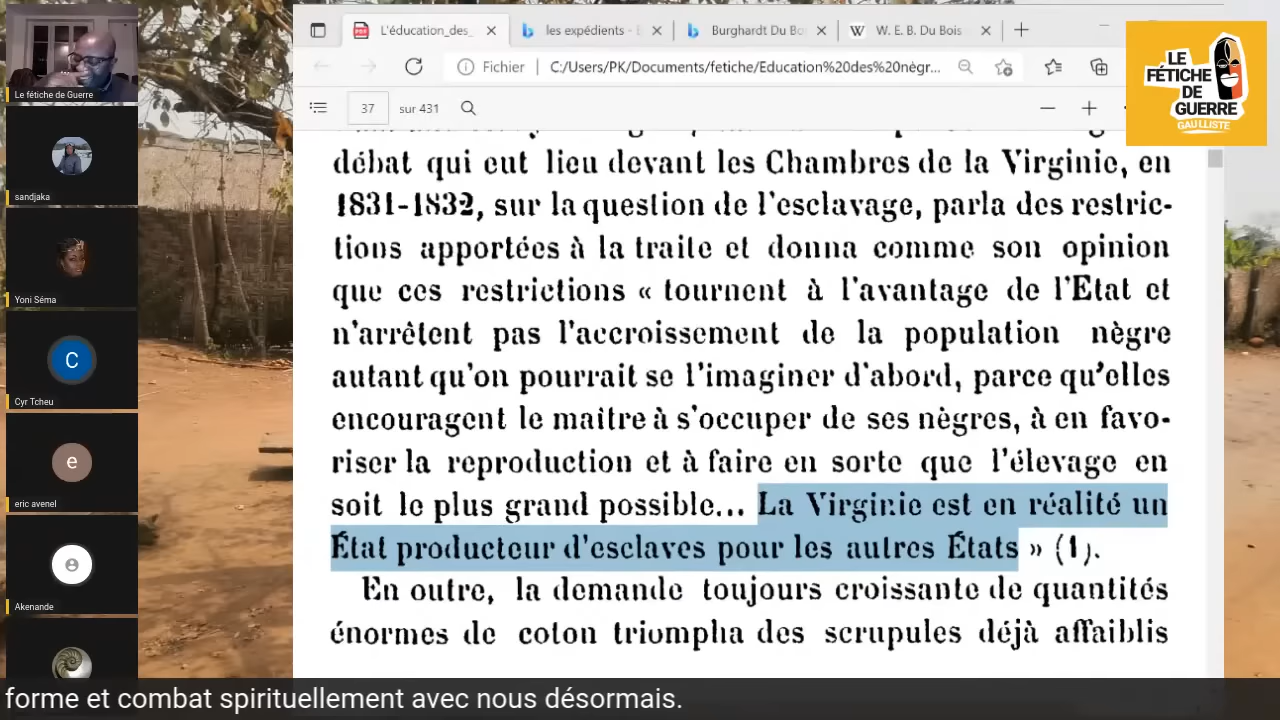 Le fétiche de Guerre
sandjaka
Yoni Séma
C
Cyr Tcheu
e
eric avenel
Akenande
L'éducation_des_
les expédients -
Burghardt Du Bo
W. E. B. Du Bois
Fichier
C:/Users/PK/Documents/fetiche/Education%20des%20nègr...
37
sur 431
LE
FÉTICHE
DE
GUERRE
GAULLISTE
débat qui eut lieu devant les Chambres de la Virginie, en
1831-1832, sur la question de l'esclavage, parla des restric-
tions apportées à la traite et donna comme son opinion
que ces restrictions « tournent à l'avantage de l'Etat et
n'arrêtent pas l'accroissement de la population nègre
autant qu'on pourrait se l'imaginer d'abord, parce qu'elles
encouragent le maitre à s'occuper de ses nègres, à en favo-
riser la reproduction et à faire en sorte que l'élevage en
soit le plus grand possible... La Virginie est en réalité un
État producteur d'esclaves pour les autres États » (1).
En outre, la demande toujours croissante de quantités
énormes de coton triompha des scrupules déjà affaiblis
forme et combat spirituellement avec nous désormais.